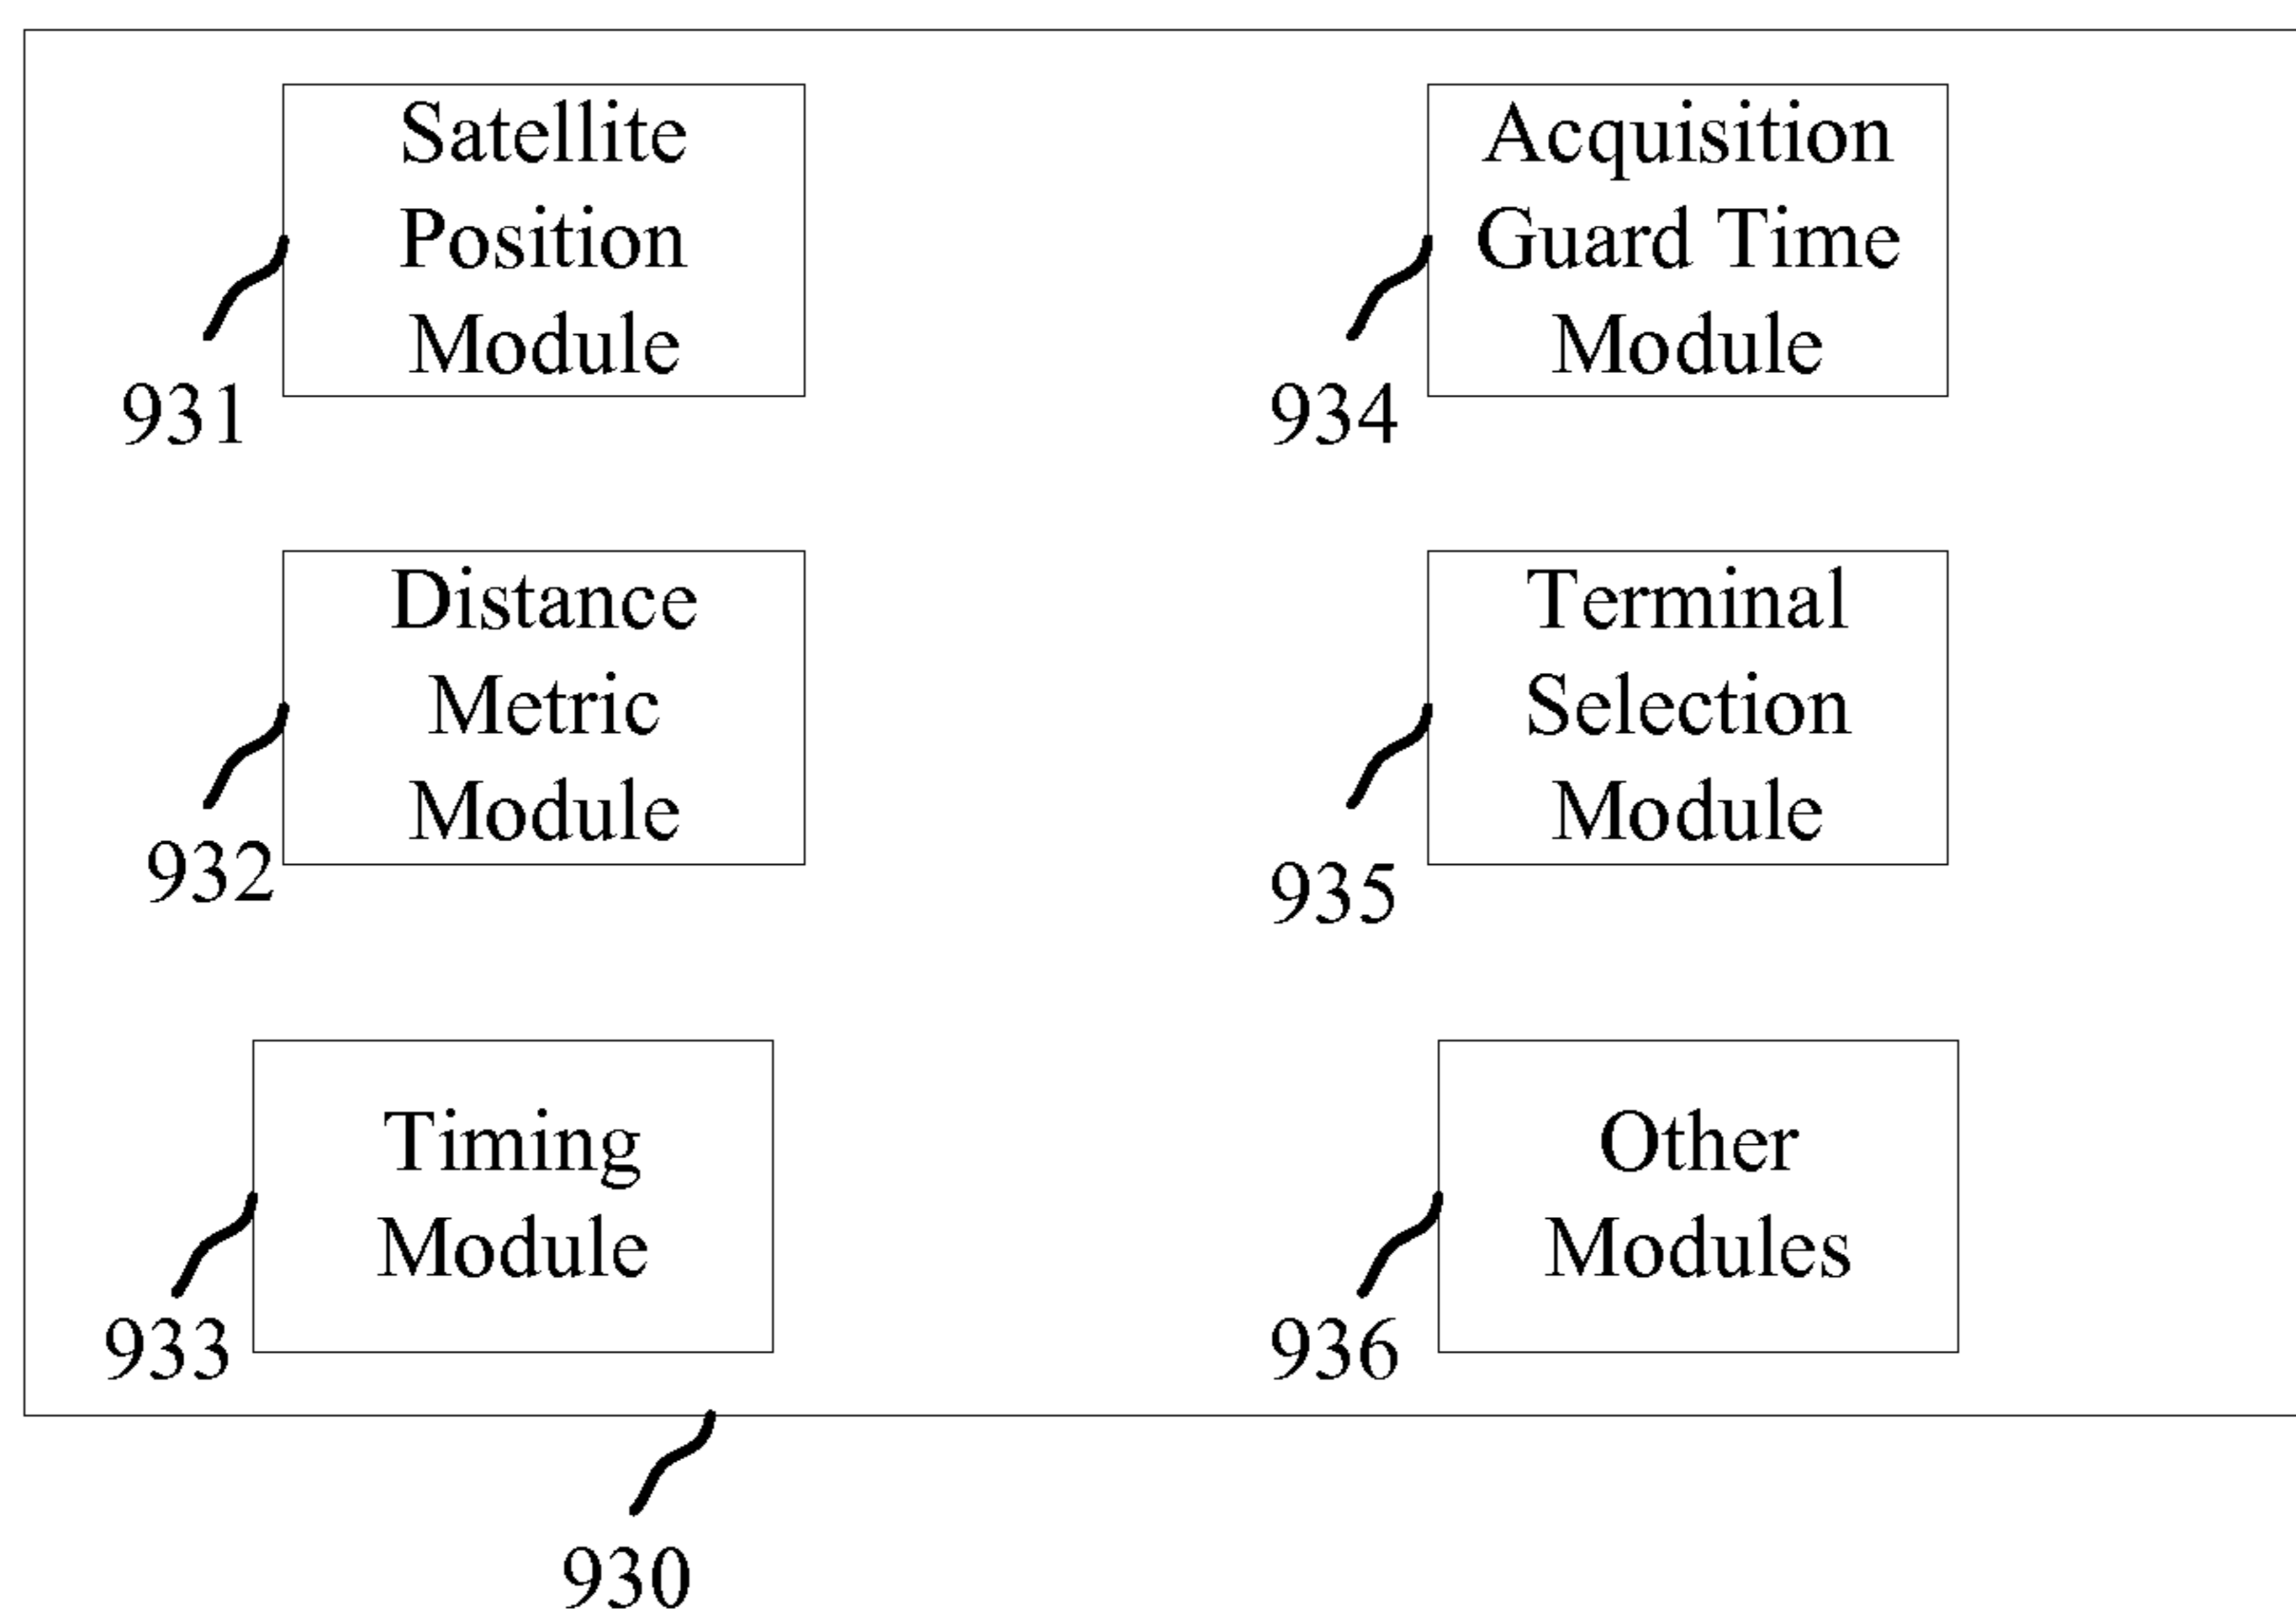 Satellite
Position
Module
931
Acquisition
Guard Time
Module
934
Distance
Metric
Module
932
Terminal
Selection
Module
935
Timing
Module
933
Other
Modules
936
930